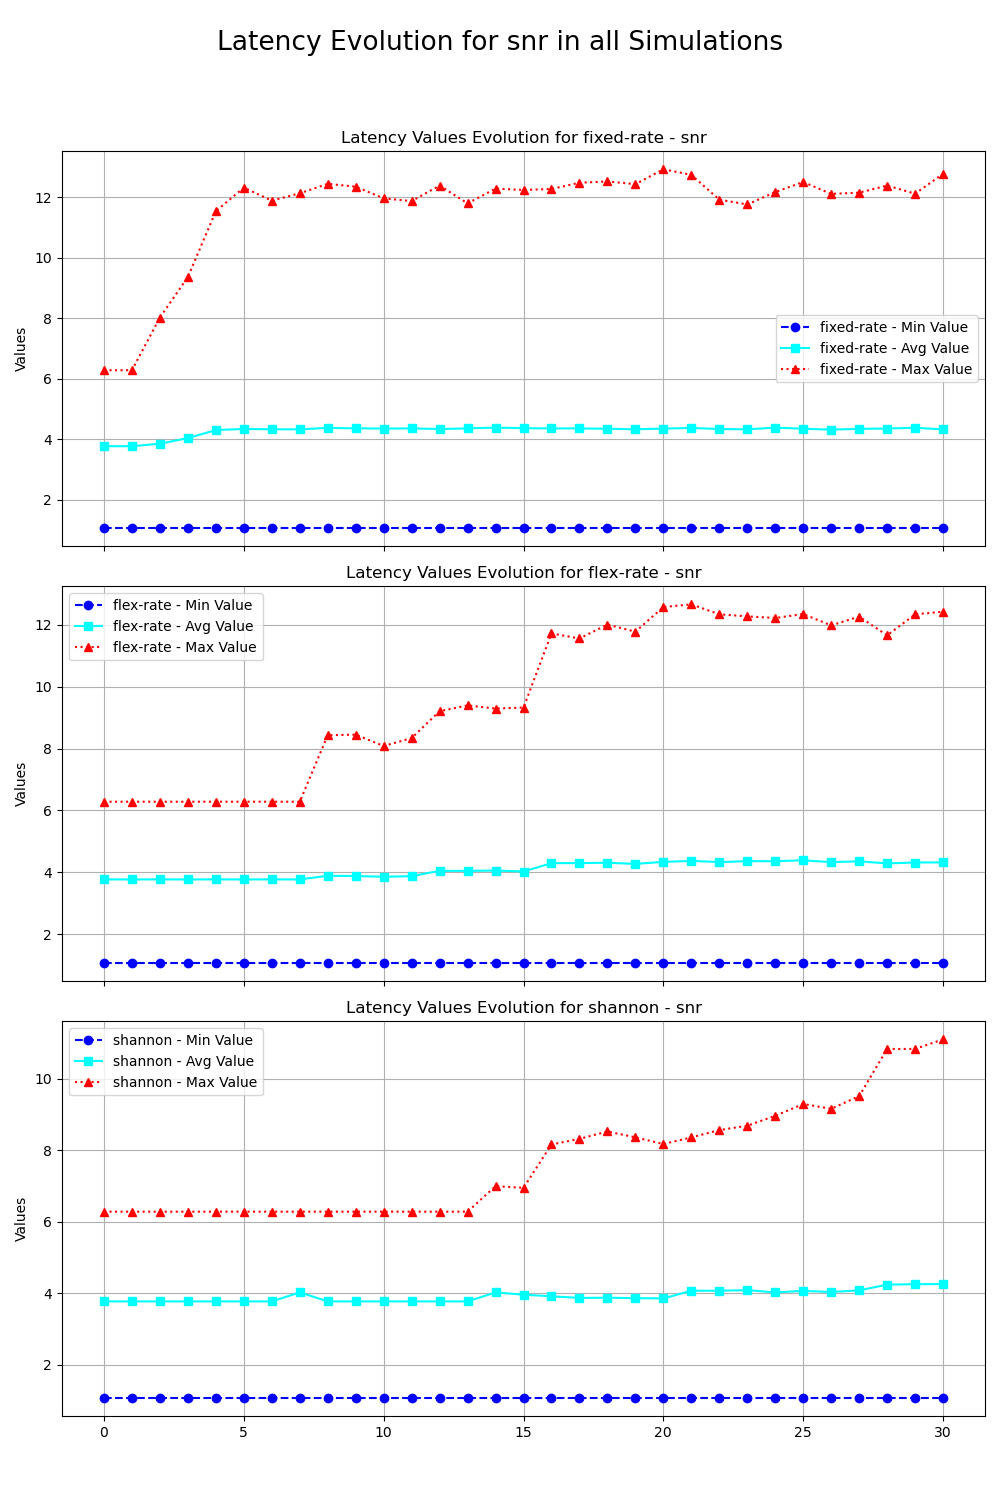 Latency Evolution for snr in all Simulations
Latency Values Evolution for fixed-rate - snr
12
10
8
6
4
2
Values
fixed-rate - Min Value
fixed-rate - Avg Value
fixed-rate - Max Value
Latency Values Evolution for flex-rate - snr
12
10
8
6
4
2
Values
flex-rate - Min Value
flex-rate - Avg Value
flex-rate - Max Value
Latency Values Evolution for shannon - snr
10
8
6
4
2
Values
shannon - Min Value
shannon - Avg Value
shannon - Max Value
0 5 10 15 20 25 30